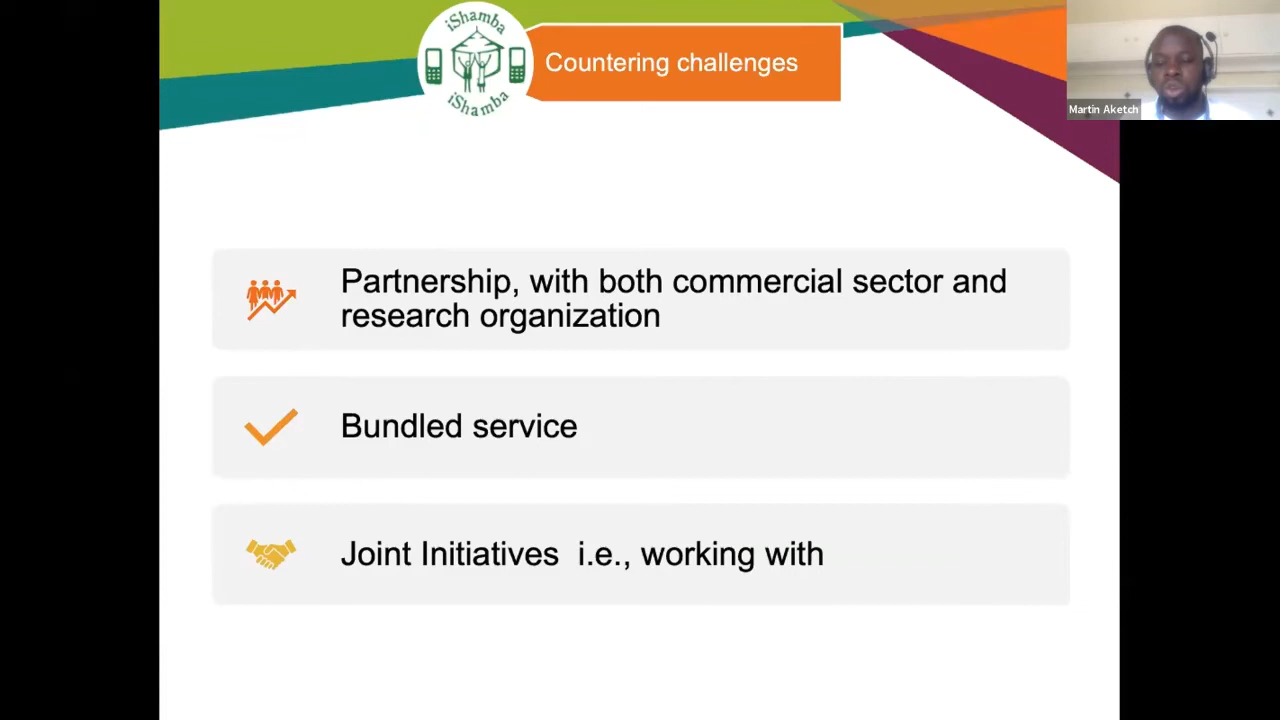 iShamba
iShamba
Countering challenges
Martin Aketch
Partnership, with both commercial sector and
research organization
Bundled service
Joint Initiatives  i.e., working with